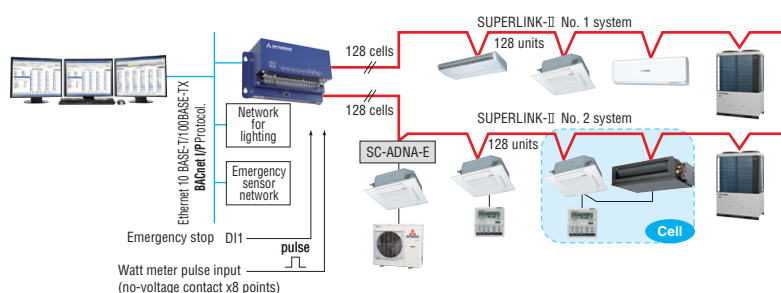 SUPERLINK-II No. 1 system
128 cells
128 units
128 cells
SUPERLINK-II No. 2 system
128 units
Ethernet 10 BASE-T/100BASE-TX
BACnet I/PProtocol.
Network
for
lighting
Emergency
sensor
network
SC-ADNA-E
Cell
Emergency stop DI1
pulse
Watt meter pulse input
(no-voltage contact x8 points)